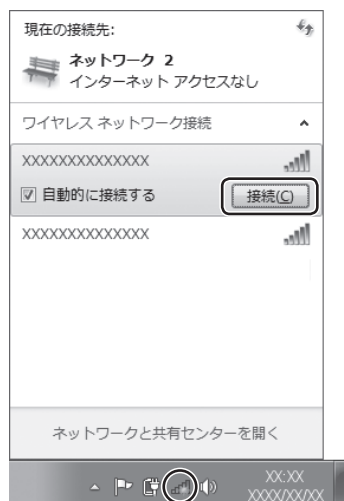 現在の接続先:
ネットワーク 2
インターネット アクセスなし
ワイヤレス ネットワーク接続
XXXXXXXXXXXXXX
自動的に接続する 接続(C)
XXXXXXXXXXXXXX
ネットワークと共有センターを開く
XX:XX
XXXX/XX/XX